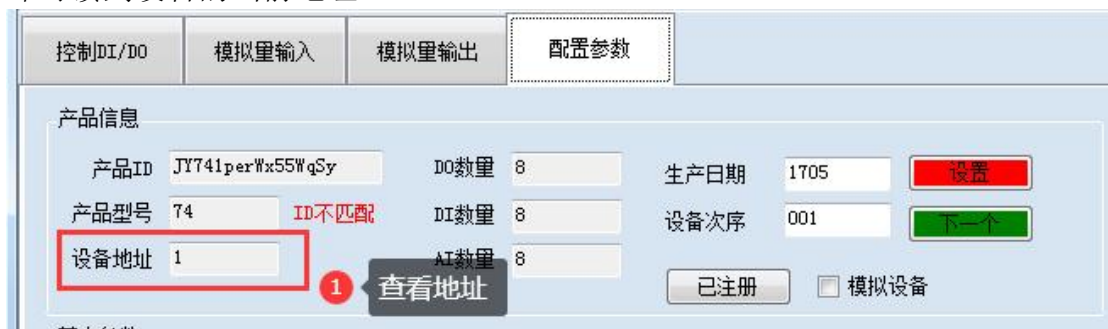 控制DI/DO 模拟量输入 模拟量输出 配置参数
产品信息
产品ID JY741perWx55WqSy DO数量 8 生产日期 1705 设置
产品型号 74 ID不匹配 DI数量 8 设备次序 001 下一个
设备地址 1 AI数量 8
1 查看地址
已注册 模拟设备